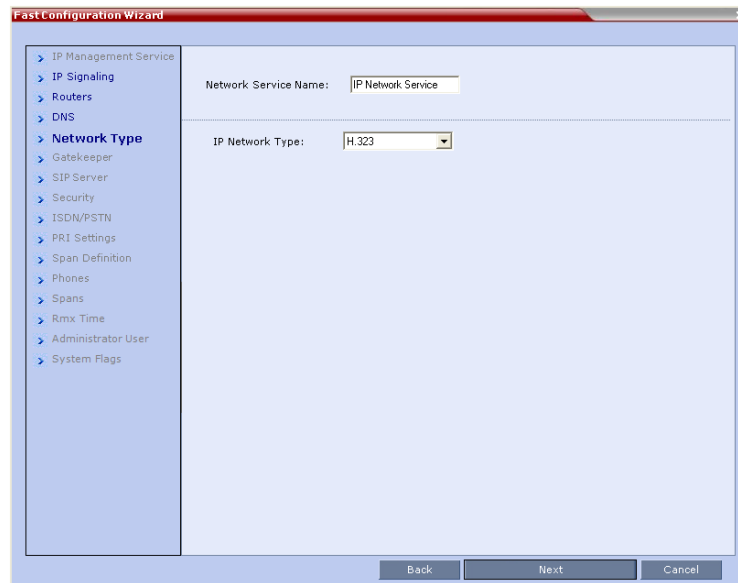 Fast Configuration Wizard
IP Management Service
IP Signaling
Routers
DNS
Network Type
Gatekeeper
SIP Server
Security
ISDN/PSTN
PRI Settings
Span Definition
Phones
Spans
Rmx Time
Administrator User
System Flags
Network Service Name: IP Network Service
IP Network Type: H.323
Back Next Cancel